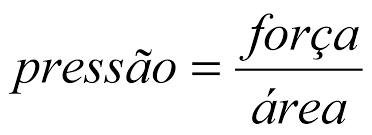 pressão = força
área